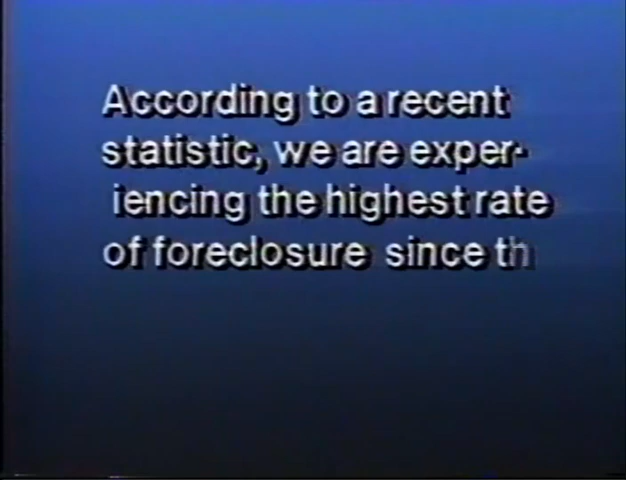 According to a recent
statistic, we are exper-
iencing the highest rate
of foreclosure since th